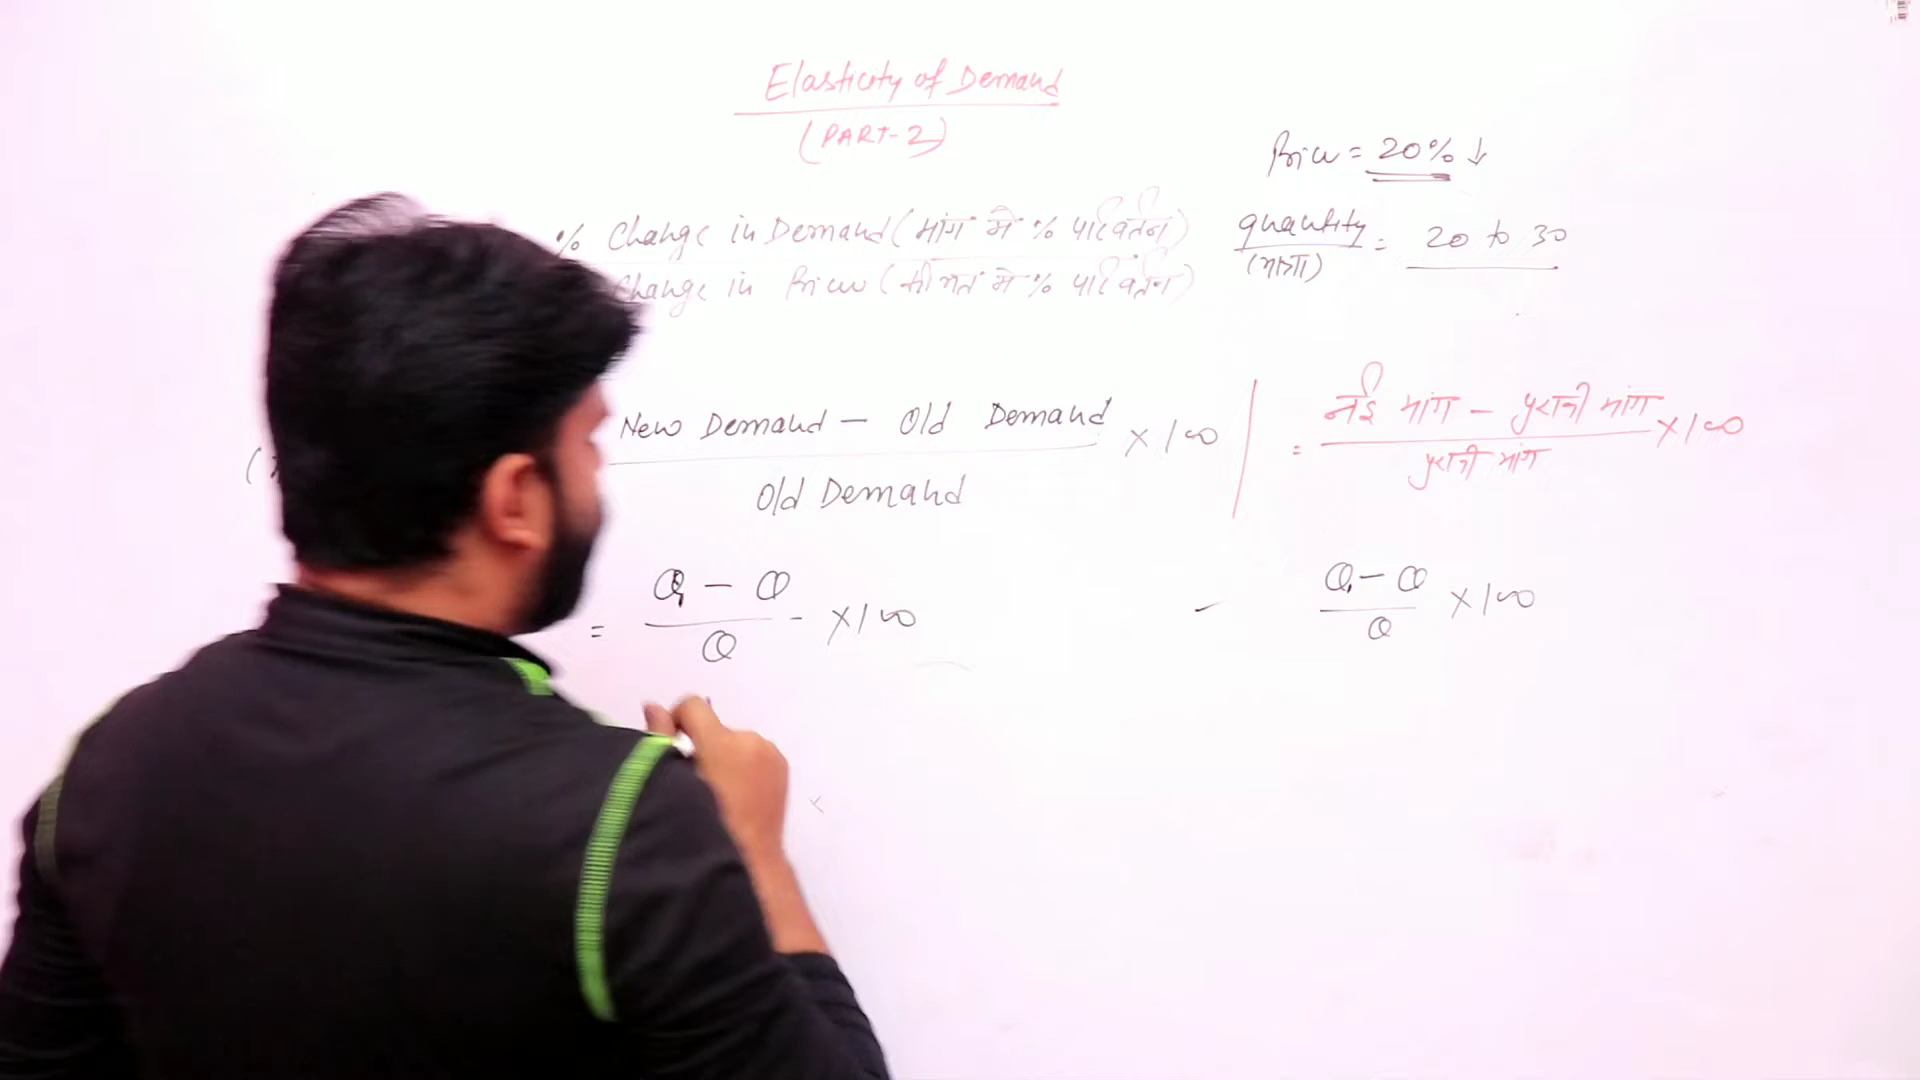 Elasticity of Demand
(PART-2)
Price = 20% ↓
% Change in Demand (मांग मे % परिवर्तन)
Change in Price (कीमत मे % परिवर्तन)
quantity = 20 to 30
(मात्रा)
New Demand - Old Demand × 100
Old Demand
= नई मांग - पुरानी मांग × 100
पुरानी मांग
= Q₁ - Q × 100
Q
Q₁ - Q × 100
Q